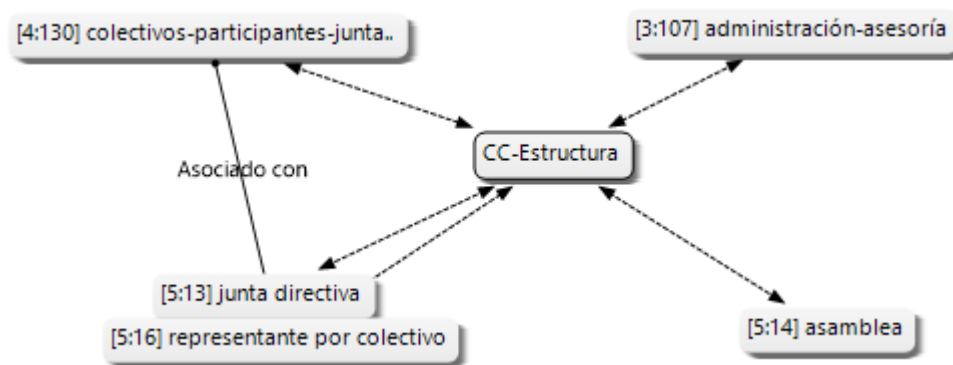 [4:130] colectivos-participantes-junta..
[3:107] administración-asesoría
CC-Estructura
Asociado con
[5:13] junta directiva
[5:16] representante por colectivo
[5:14] asamblea